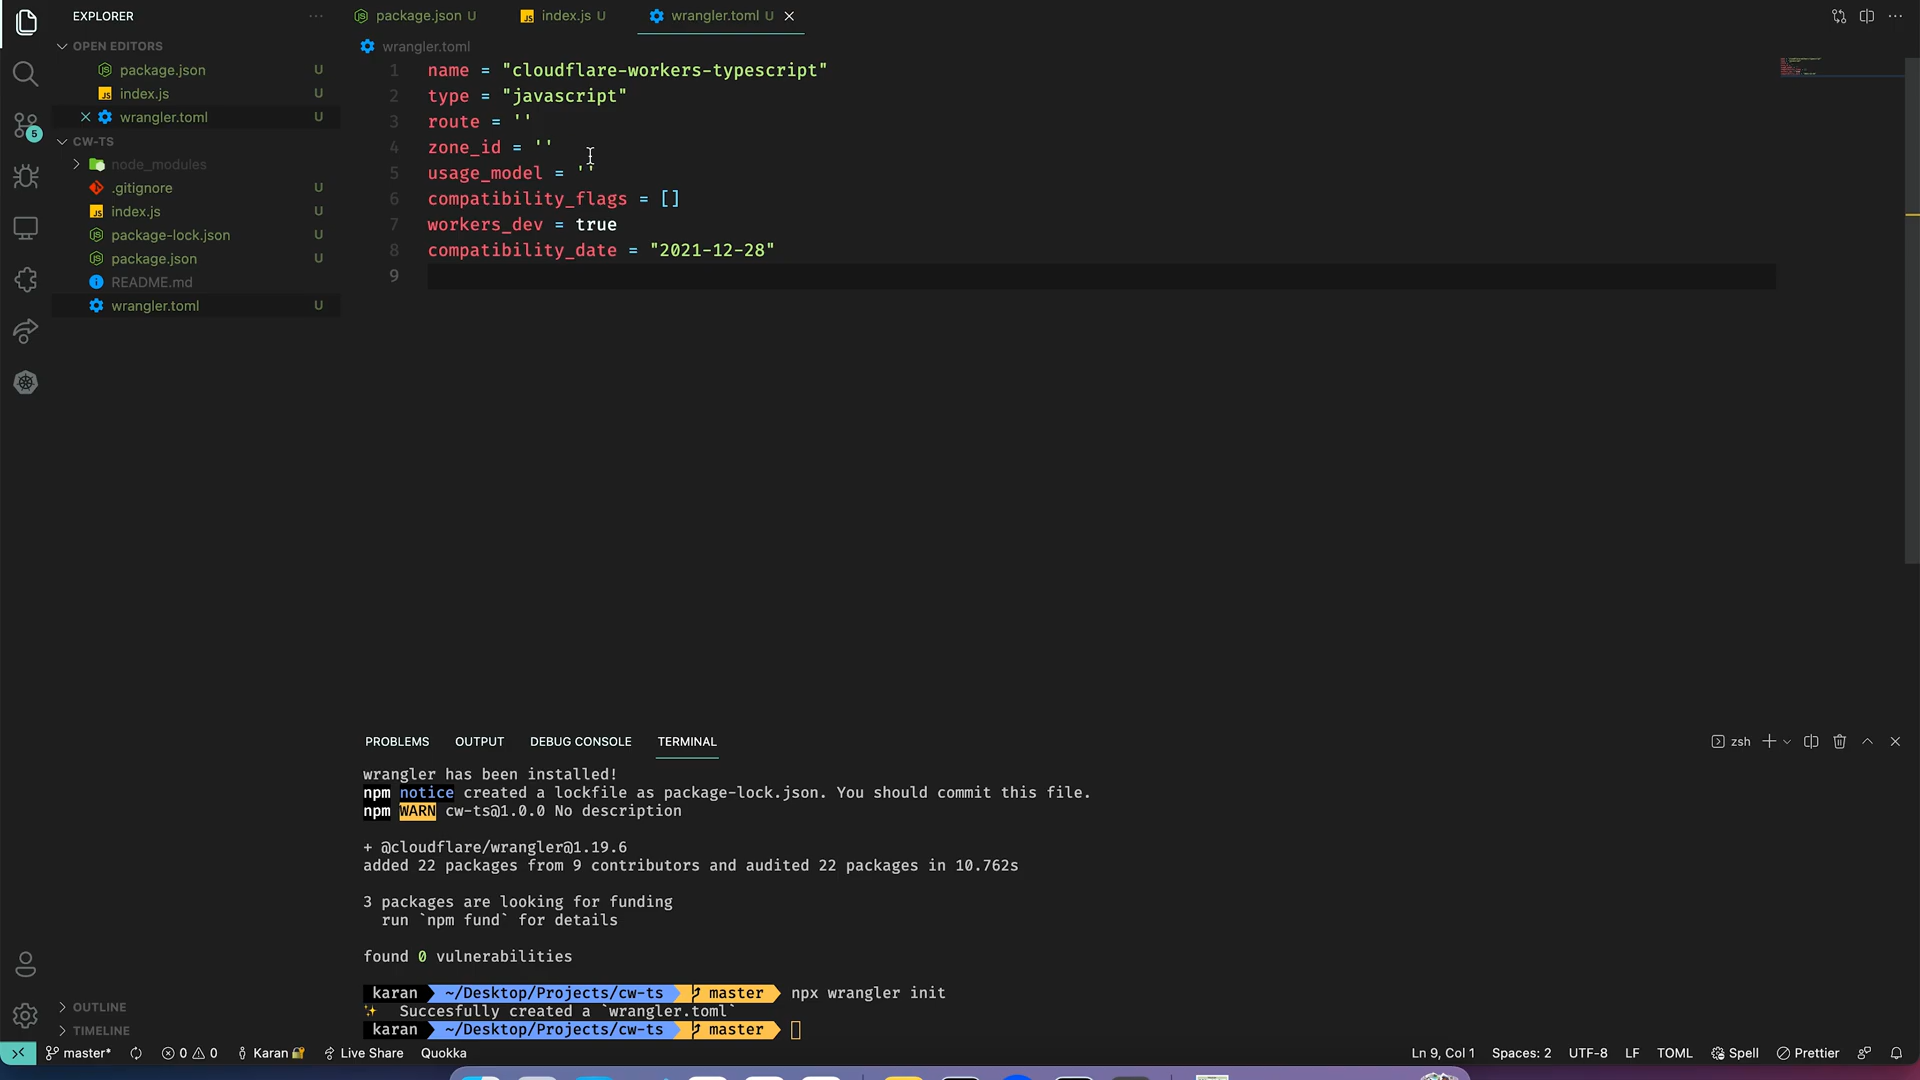 EXPLORER
OPEN EDITORS
package.json U
index.js U
wrangler.toml U
CW-TS
node_modules
.gitignore U
index.js U
package-lock.json U
package.json U
README.md
wrangler.toml U
OUTLINE
TIMELINE
package.json U
index.js U
wrangler.toml U
wrangler.toml
1 name = "cloudflare-workers-typescript"
2 type = "javascript"
3 route = ''
4 zone_id = ''
5 usage_model = ''
6 compatibility_flags = []
7 workers_dev = true
8 compatibility_date = "2021-12-28"
9
PROBLEMS OUTPUT DEBUG CONSOLE TERMINAL
zsh
wrangler has been installed!
npm notice created a lockfile as package-lock.json. You should commit this file.
npm WARN cw-ts@1.0.0 No description
+ @cloudflare/wrangler@1.19.6
added 22 packages from 9 contributors and audited 22 packages in 10.762s
3 packages are looking for funding
run `npm fund` for details
found 0 vulnerabilities
karan ~/Desktop/Projects/cw-ts master npx wrangler init
Succesfully created a `wrangler.toml`
karan ~/Desktop/Projects/cw-ts master
5
master* 0 0 Karan Live Share Quokka Ln 9, Col 1 Spaces: 2 UTF-8 LF TOML Spell Prettier